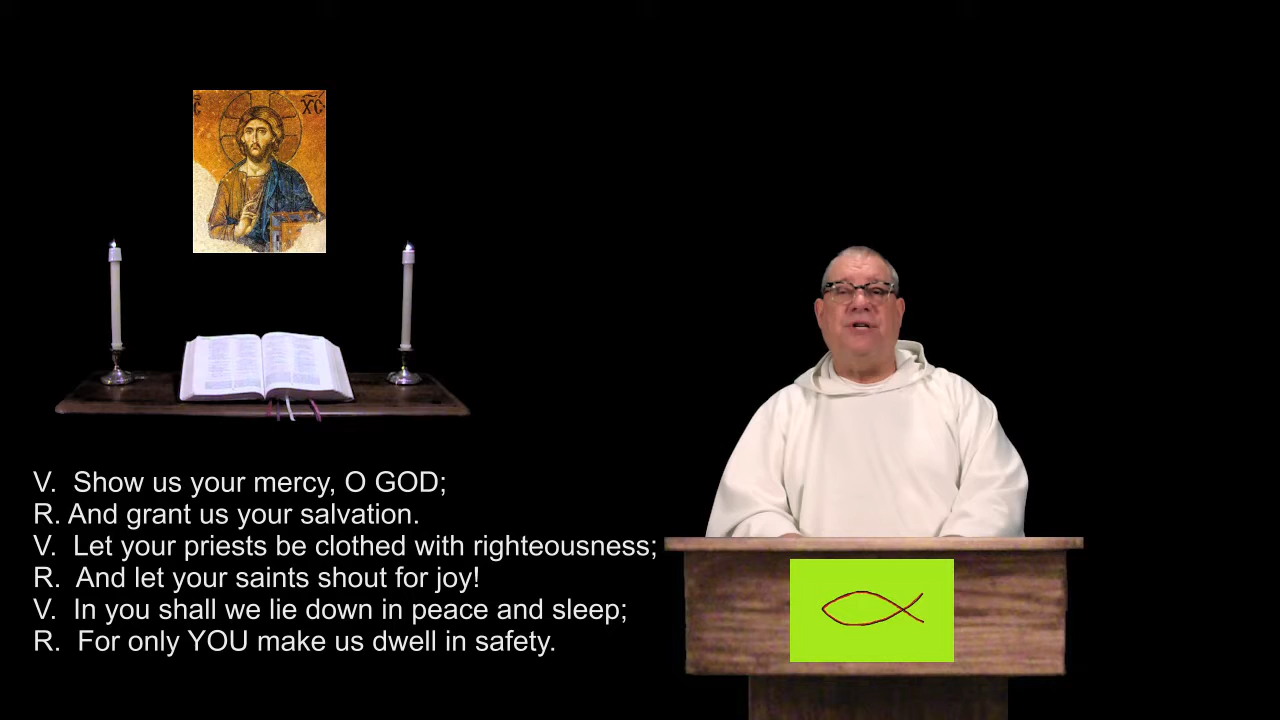 C
XC
V.  Show us your mercy, O GOD;
R. And grant us your salvation.
V.  Let your priests be clothed with righteousness;
R.  And let your saints shout for joy!
V.  In you shall we lie down in peace and sleep;
R.  For only YOU make us dwell in safety.